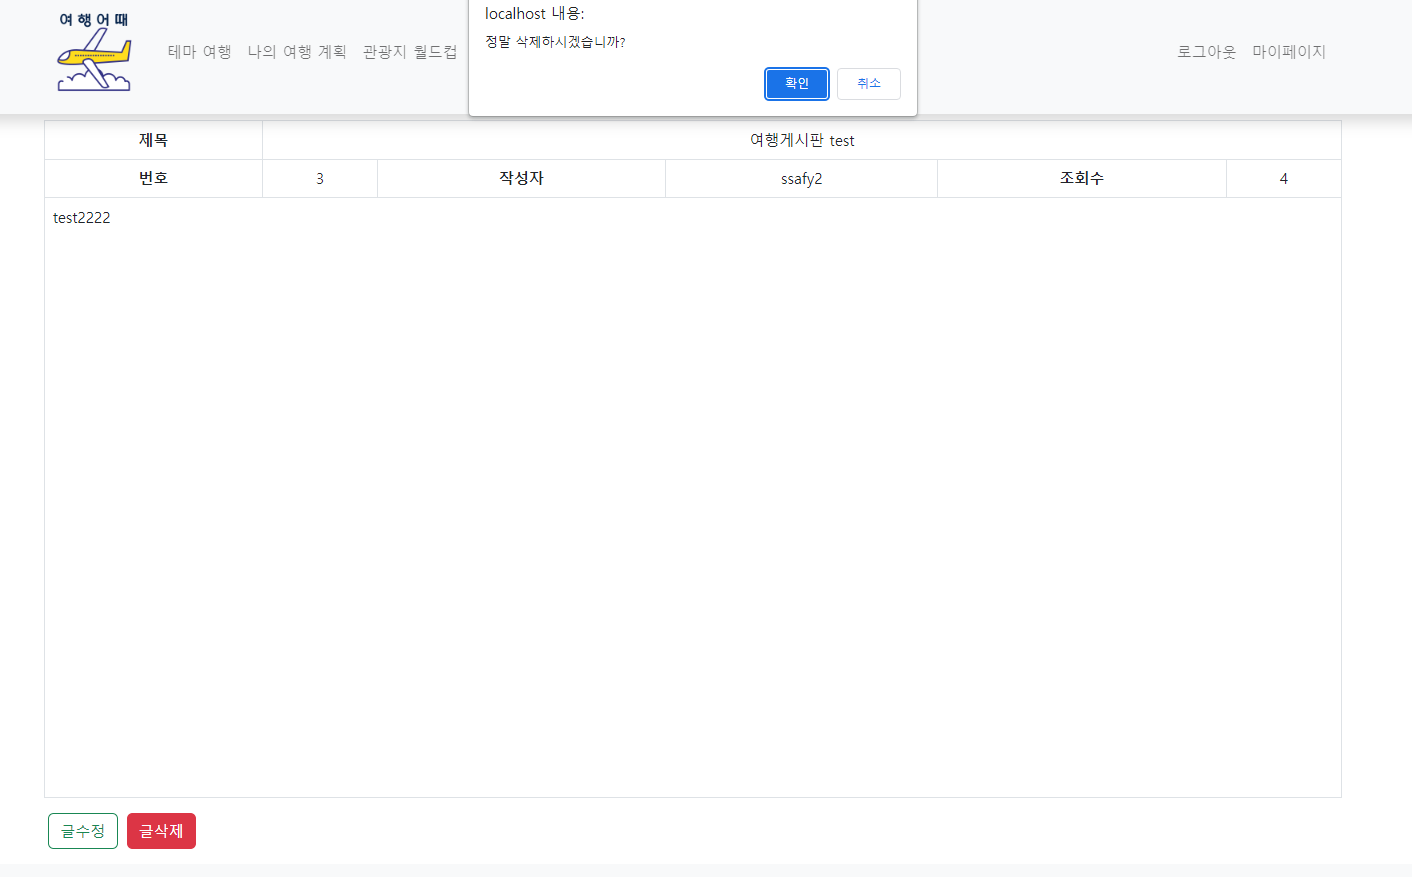 여행어때
테마 여행 나의 여행 계획 관광지 월드컵
localhost 내용:
정말 삭제하시겠습니까?
확인 취소
로그아웃 마이페이지
제목 여행게시판 test
번호 3 작성자 ssafy2 조회수 4
test2222
글수정 글삭제